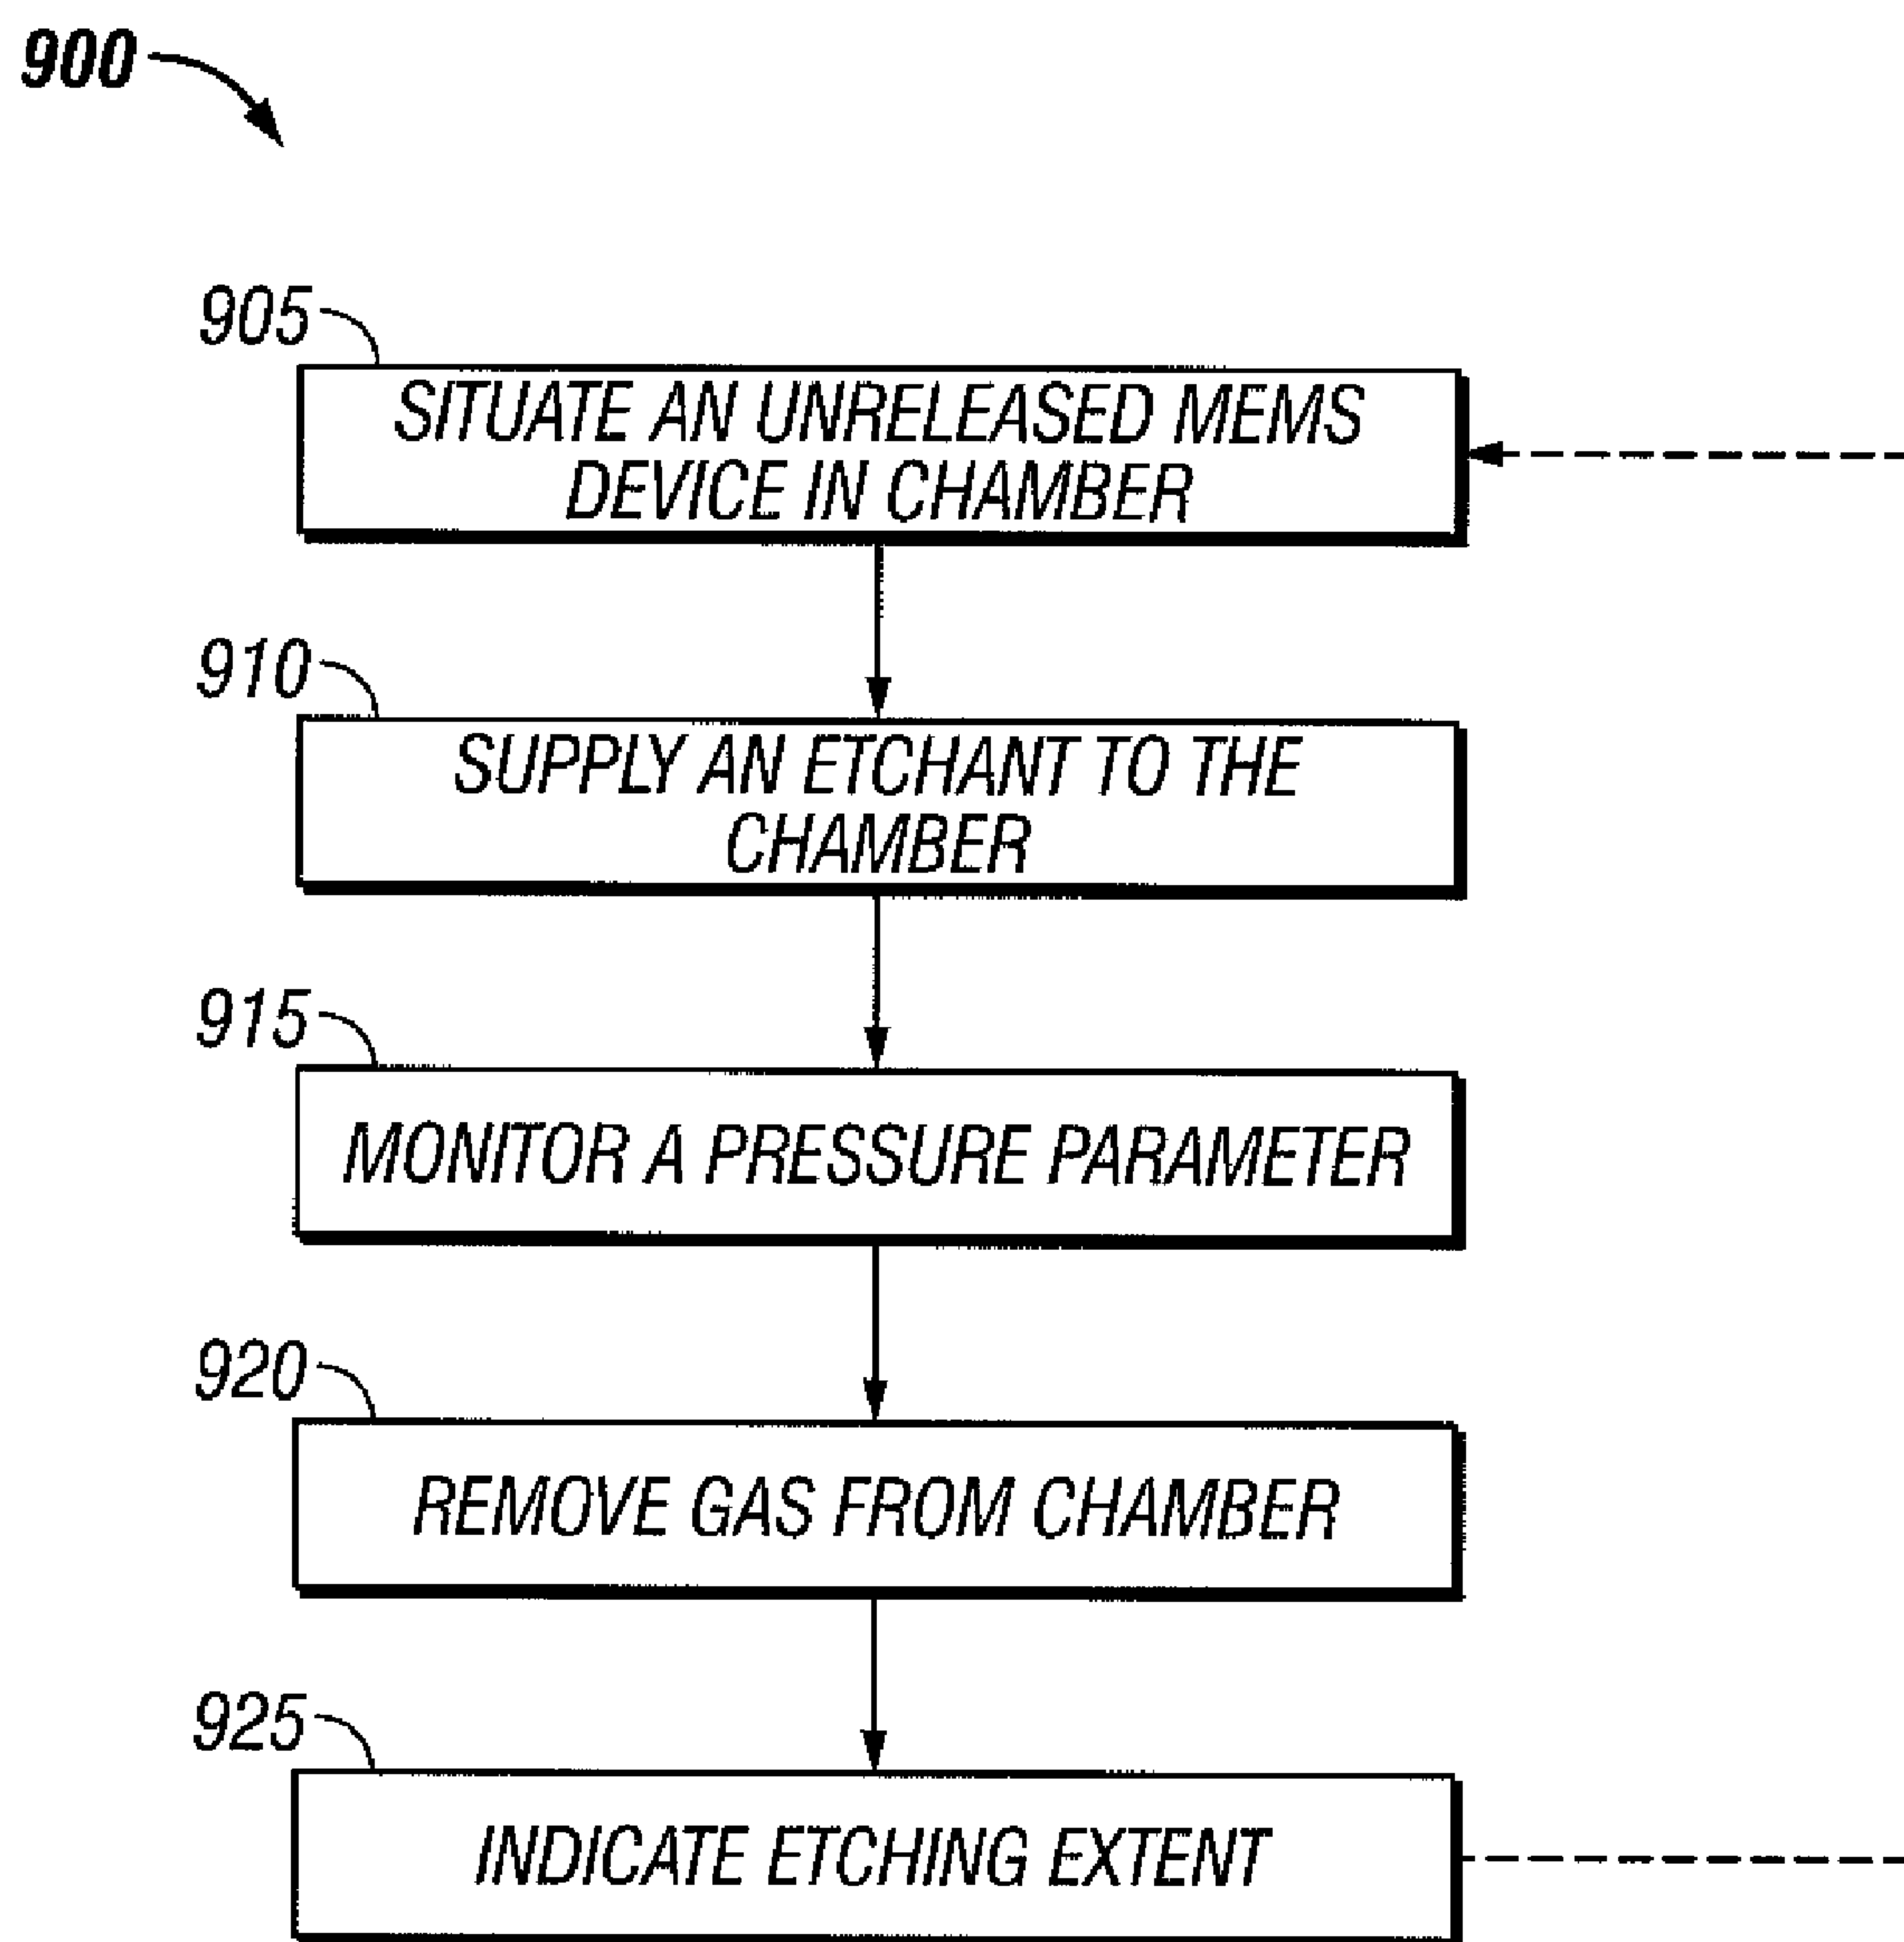 900
905
SITUATE AN UNRELEASED MEMS
DEVICE IN CHAMBER
910
SUPPLY AN ETCHANT TO THE
CHAMBER
915
MONITOR A PRESSURE PARAMETER
920
REMOVE GAS FROM CHAMBER
925
INDICATE ETCHING EXTENT